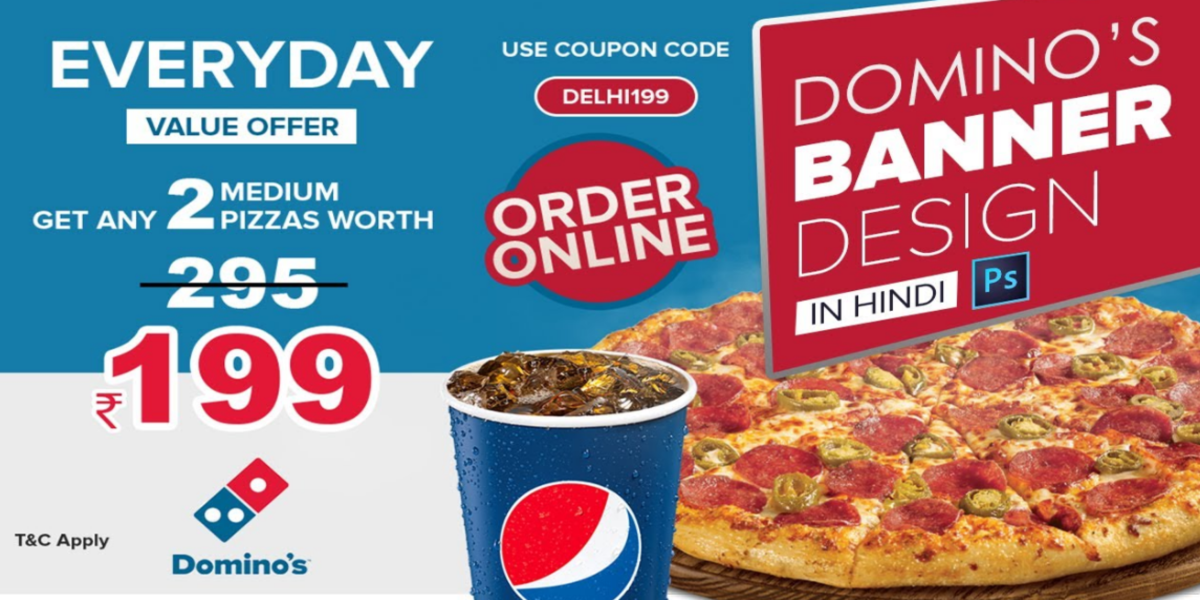 EVERYDAY
VALUE OFFER
GET ANY 2 MEDIUM
PIZZAS WORTH
295
₹199
T&C Apply
Domino's
USE COUPON CODE
DELHI199
ORDER
ONLINE
DOMINO'S
BANNER
DESIGN
IN HINDI Ps